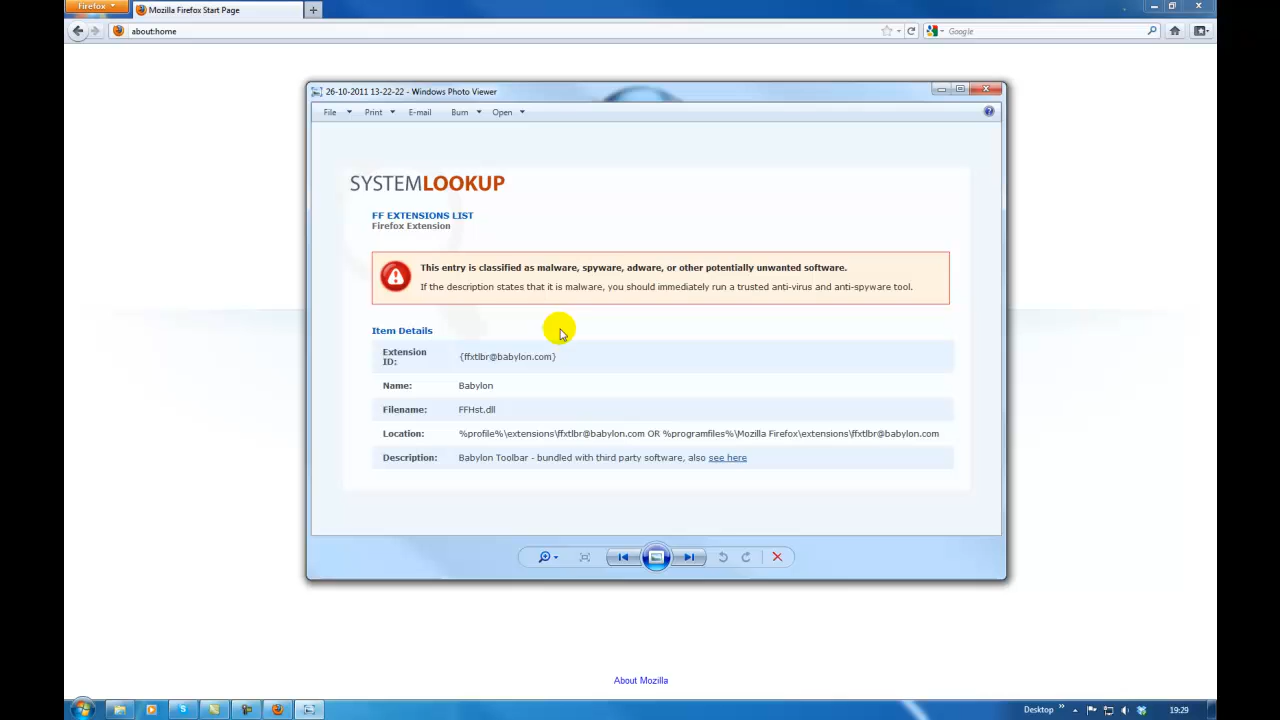 Firefox
Mozilla Firefox Start Page
about:home
Google
26-10-2011 13-22-22 - Windows Photo Viewer
File Print E-mail Burn Open
SYSTEMLOOKUP
FF EXTENSIONS LIST
Firefox Extension
This entry is classified as malware, spyware, adware, or other potentially unwanted software.
If the description states that it is malware, you should immediately run a trusted anti-virus and anti-spyware tool.
Item Details
Extension
ID:
{ffxtlbr@babylon.com}
Name: Babylon
Filename: FFHst.dll
Location: %profile%\extensions\ffxtlbr@babylon.com OR %programfiles%\Mozilla Firefox\extensions\ffxtlbr@babylon.com
Description: Babylon Toolbar - bundled with third party software, also see here
About Mozilla
Desktop » 19:29